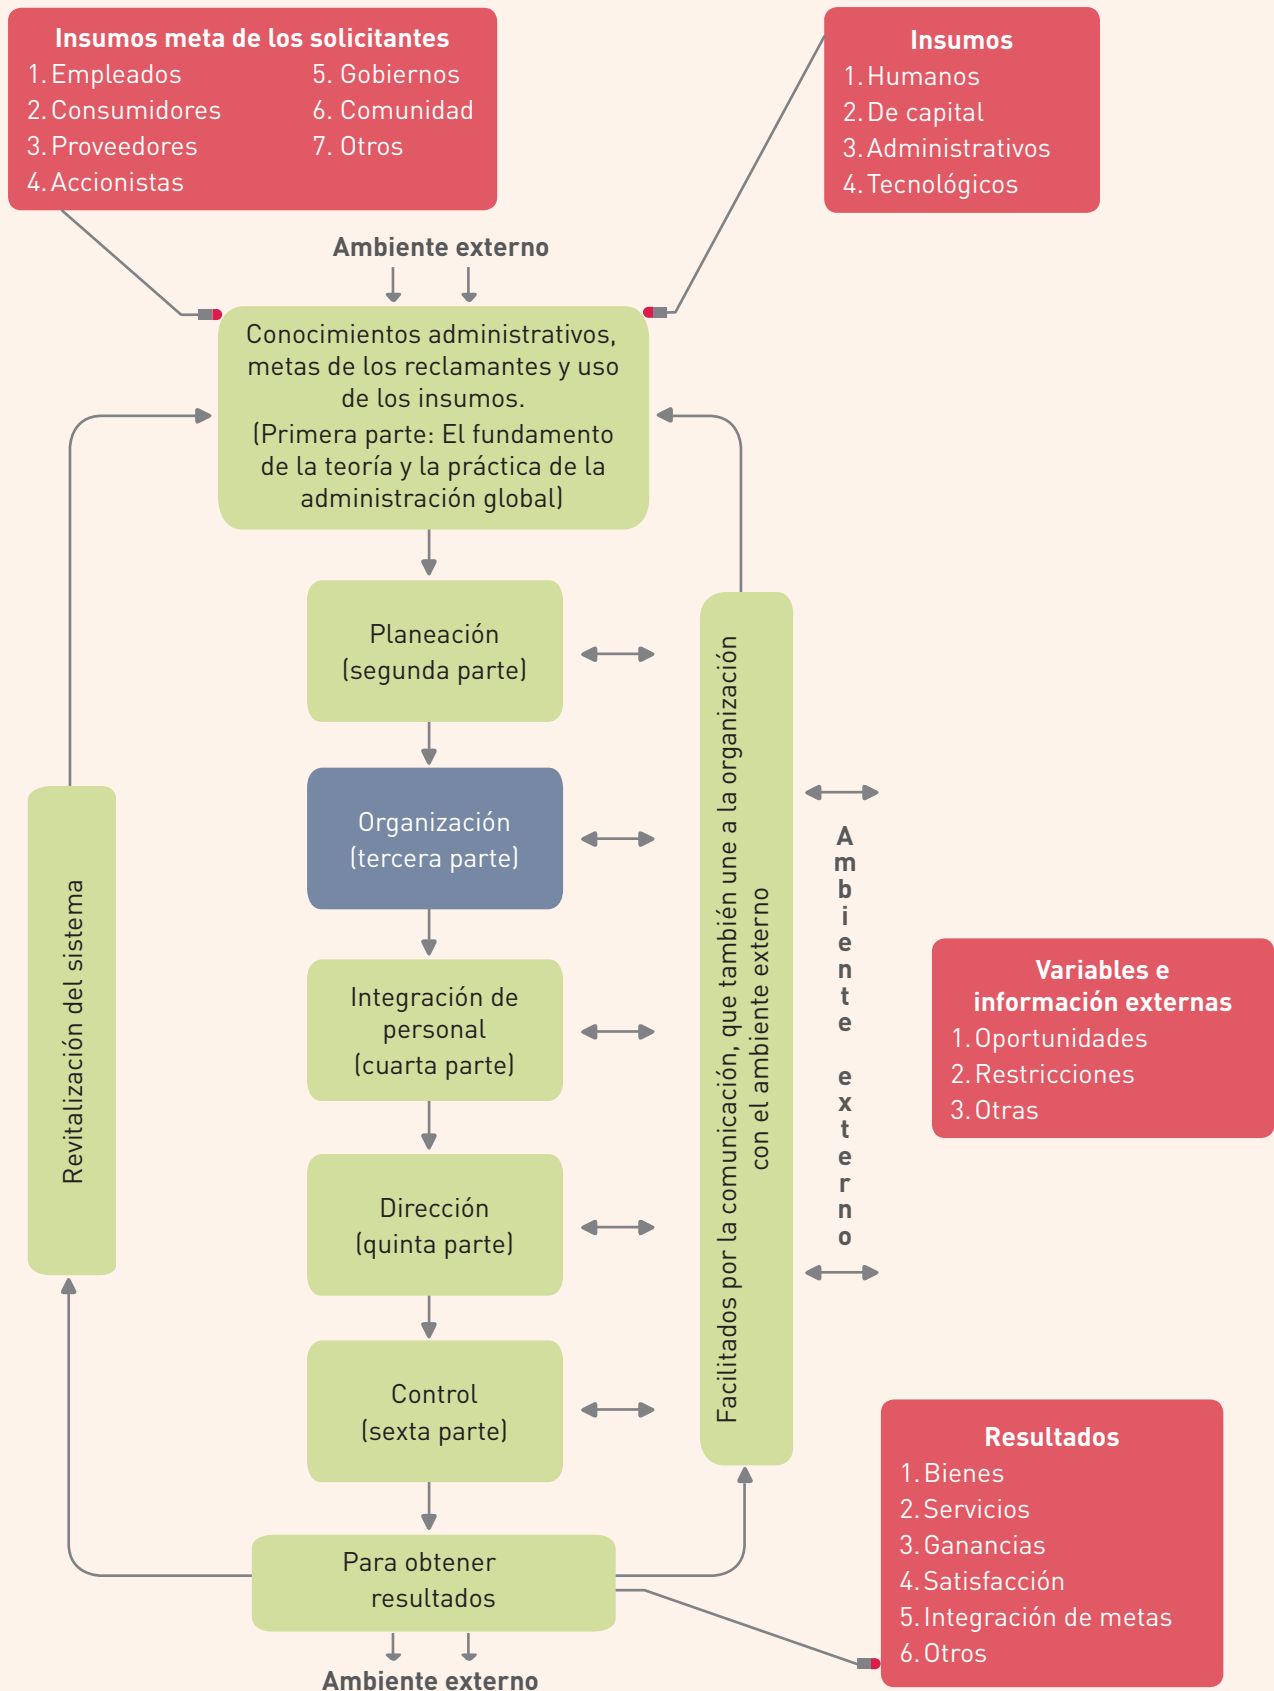 Insumos meta de los solicitantes
1. Empleados
2. Consumidores
3. Proveedores
4. Accionistas
5. Gobiernos
6. Comunidad
7. Otros
Insumos
1. Humanos
2. De capital
3. Administrativos
4. Tecnológicos
Ambiente externo
Conocimientos administrativos,
metas de los reclamantes y uso
de los insumos.
(Primera parte: El fundamento
de la teoría y la práctica de la
administración global)
Planeación
(segunda parte)
Organización
(tercera parte)
Integración de
personal
(cuarta parte)
Dirección
(quinta parte)
Control
(sexta parte)
Para obtener
resultados
Ambiente externo
Revitalización del sistema
Facilitados por la comunicación, que también une a la organización
con el ambiente externo
Ambiente externo
Variables e
información externas
1. Oportunidades
2. Restricciones
3. Otras
Resultados
1. Bienes
2. Servicios
3. Ganancias
4. Satisfacción
5. Integración de metas
6. Otros